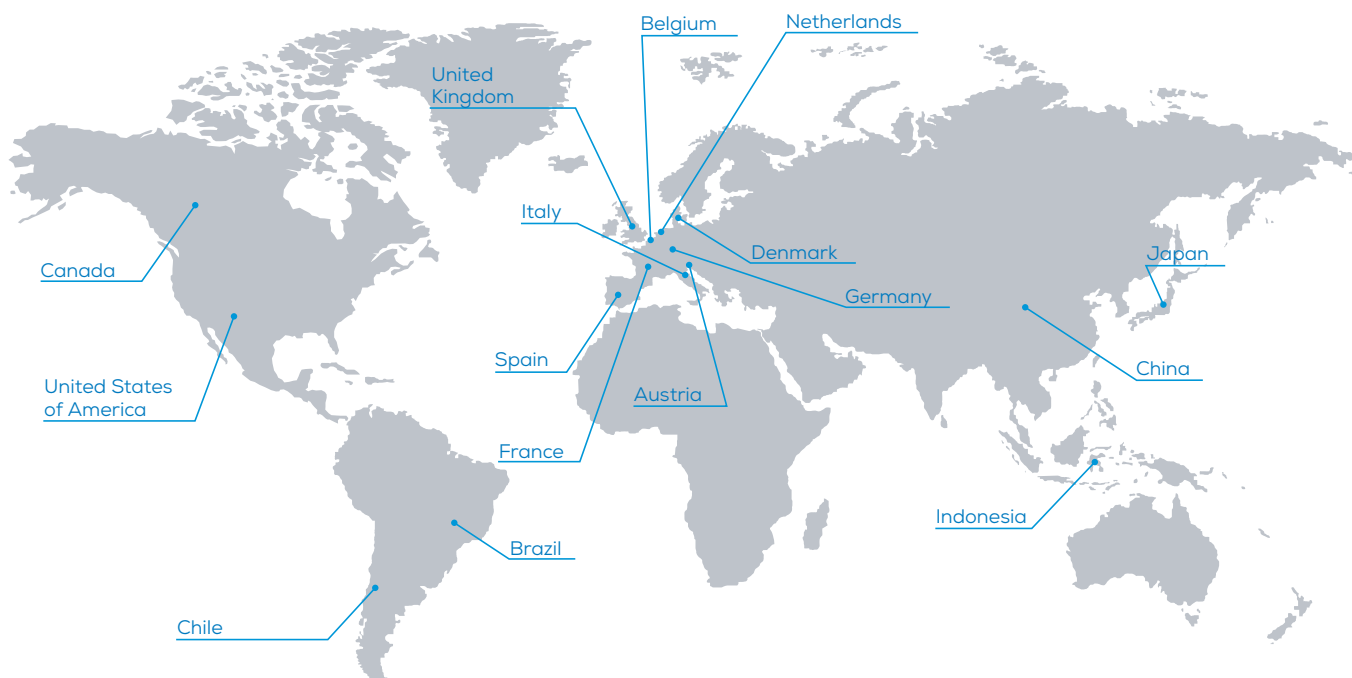 Belgium
Netherlands
United
Kingdom
Italy
Denmark
Japan
Canada
Germany
Spain
China
United States
of America
Austria
France
Indonesia
Brazil
Chile